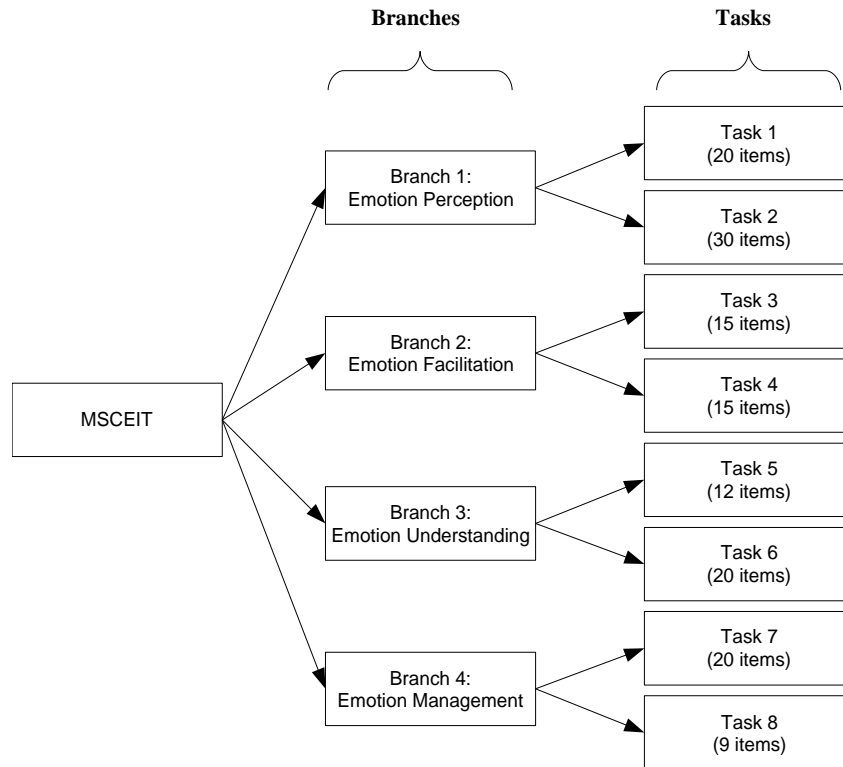 Branches
Tasks
MSCEIT
Branch 1:
Emotion Perception
Task 1
(20 items)
Task 2
(30 items)
Branch 2:
Emotion Facilitation
Task 3
(15 items)
Task 4
(15 items)
Branch 3:
Emotion Understanding
Task 5
(12 items)
Task 6
(20 items)
Branch 4:
Emotion Management
Task 7
(20 items)
Task 8
(9 items)